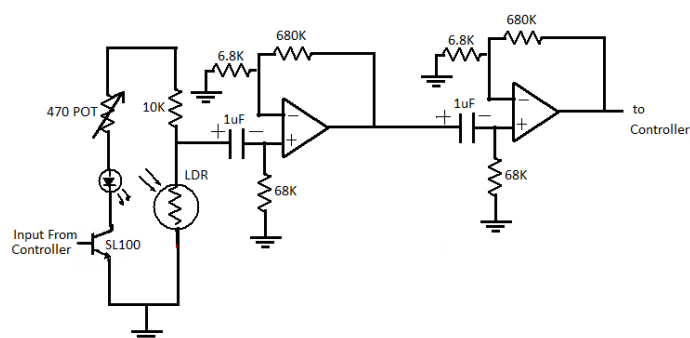 680K
6.8K
470 POT
10K
1uF
+
−
−
+
LDR
68K
Input From
Controller
SL100
680K
6.8K
1uF
+
−
−
+
68K
to
Controller